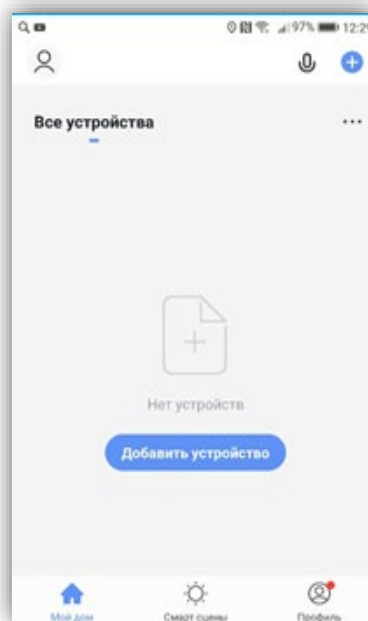 97% 12:29
Все устройства
Нет устройств
Добавить устройство
Мой дом Смарт сцены Профиль